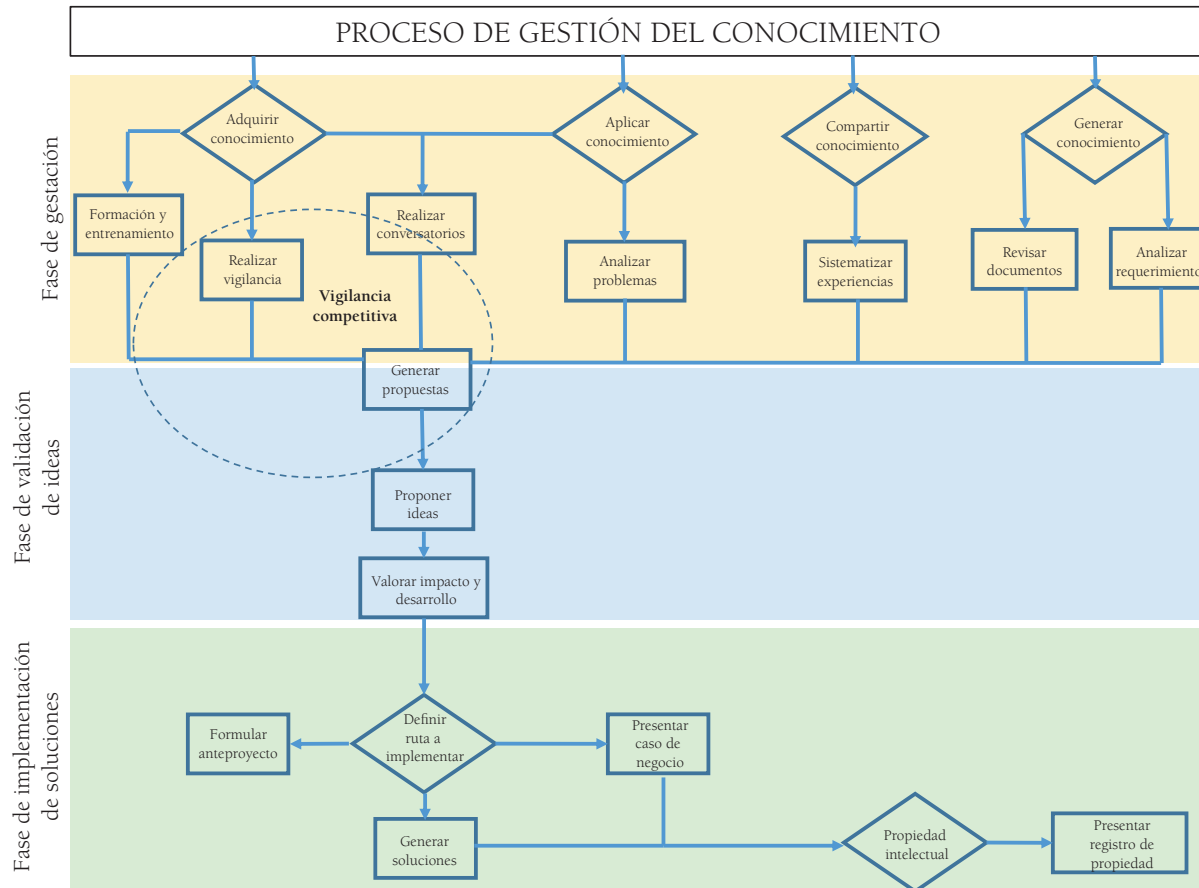 PROCESO DE GESTIÓN DEL CONOCIMIENTO
Fase de gestación
Adquirir
conocimiento
Aplicar
conocimiento
Compartir
conocimiento
Generar
conocimiento
Formación y
entrenamiento
Realizar
vigilancia
Realizar
conversatorios
Analizar
problemas
Sistematizar
experiencias
Revisar
documentos
Analizar
requerimiento
Vigilancia
competitiva
Generar
propuestas
Fase de validación
de ideas
Proponer
ideas
Valorar impacto y
desarrollo
Fase de implementación
de soluciones
Formular
anteproyecto
Definir
ruta a
implementar
Presentar
caso de
negocio
Generar
soluciones
Propiedad
intelectual
Presentar
registro de
propiedad